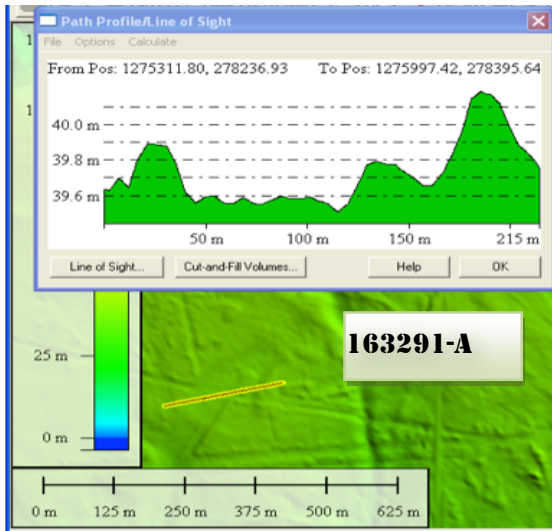 Path Profile/Line of Sight
File Options Calculate
From Pos: 1275311.80, 278236.93 To Pos: 1275997.42, 278395.64
40.0 m
39.8 m
39.6 m
50 m 100 m 150 m 215 m
Line of Sight... Cut-and-Fill Volumes... Help OK
1
1
163291-A
25 m
0 m
0 m 125 m 250 m 375 m 500 m 625 m